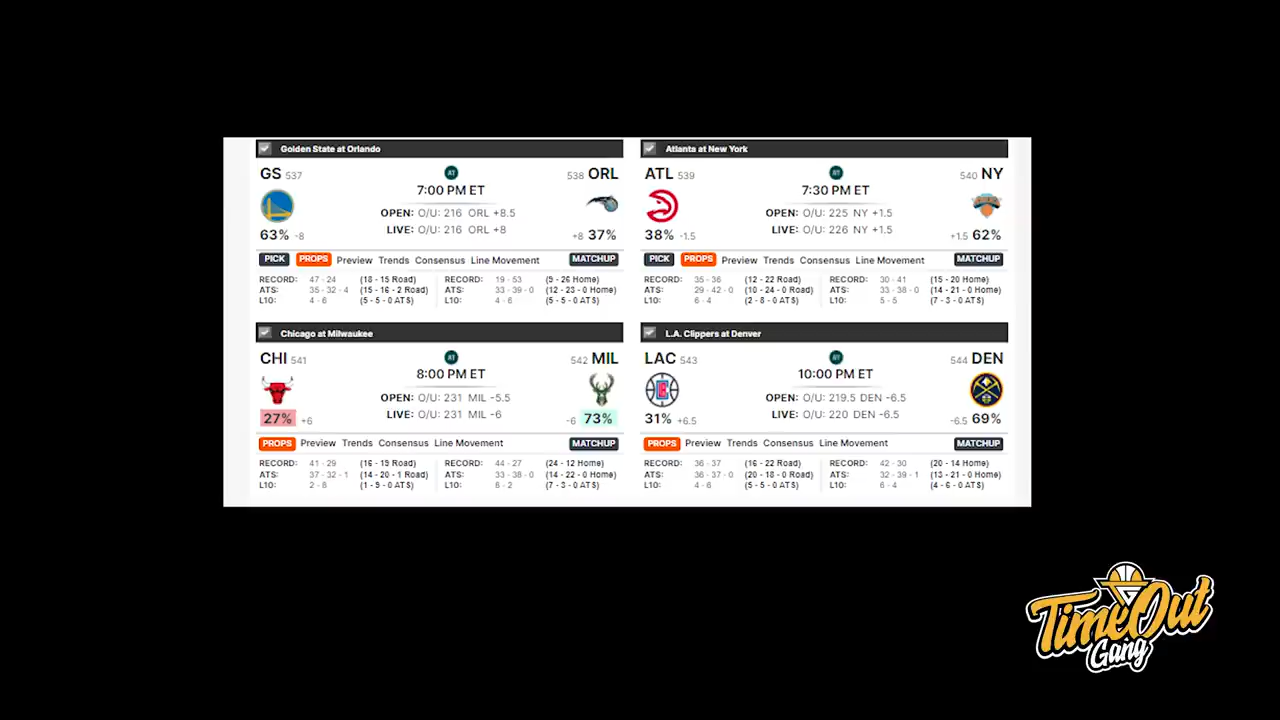 Golden State at Orlando
GS 537
538 ORL
7:00 PM ET
OPEN: O/U: 216 ORL +8.5
LIVE: O/U: 216 ORL +8
63% -8
+8 37%
PICK PROPS Preview Trends Consensus Line Movement MATCHUP
RECORD: 47 - 24 (18 - 15 Road) RECORD: 19 - 53 (9 - 26 Home)
ATS: 35 - 32 - 4 (15 - 16 - 2 Road) ATS: 33 - 39 - 0 (12 - 23 - 0 Home)
L10: 4 - 6 (5 - 5 - 0 ATS) L10: 4 - 6 (5 - 5 - 0 ATS)
Atlanta at New York
ATL 539
540 NY
7:30 PM ET
OPEN: O/U: 225 NY +1.5
LIVE: O/U: 226 NY +1.5
38% -1.5
+1.5 62%
PICK PROPS Preview Trends Consensus Line Movement MATCHUP
RECORD: 35 - 36 (12 - 22 Road) RECORD: 30 - 41 (15 - 20 Home)
ATS: 29 - 42 - 0 (10 - 24 - 0 Road) ATS: 33 - 38 - 0 (14 - 21 - 0 Home)
L10: 6 - 4 (2 - 8 - 0 ATS) L10: 5 - 5 (7 - 3 - 0 ATS)
Chicago at Milwaukee
CHI 541
542 MIL
8:00 PM ET
OPEN: O/U: 231 MIL -5.5
LIVE: O/U: 231 MIL -6
27% +6
-6 73%
PROPS Preview Trends Consensus Line Movement MATCHUP
RECORD: 41 - 29 (16 - 19 Road) RECORD: 44 - 27 (24 - 12 Home)
ATS: 37 - 32 - 1 (14 - 20 - 1 Road) ATS: 33 - 38 - 0 (14 - 22 - 0 Home)
L10: 2 - 8 (1 - 9 - 0 ATS) L10: 8 - 2 (7 - 3 - 0 ATS)
L.A. Clippers at Denver
LAC 543
544 DEN
10:00 PM ET
OPEN: O/U: 219.5 DEN -6.5
LIVE: O/U: 220 DEN -6.5
31% +6.5
-6.5 69%
PROPS Preview Trends Consensus Line Movement MATCHUP
RECORD: 36 - 37 (16 - 22 Road) RECORD: 42 - 30 (20 - 14 Home)
ATS: 36 - 37 - 0 (20 - 18 - 0 Road) ATS: 32 - 39 - 1 (13 - 21 - 0 Home)
L10: 4 - 6 (5 - 5 - 0 ATS) L10: 6 - 4 (4 - 6 - 0 ATS)
TimeOut
Gang